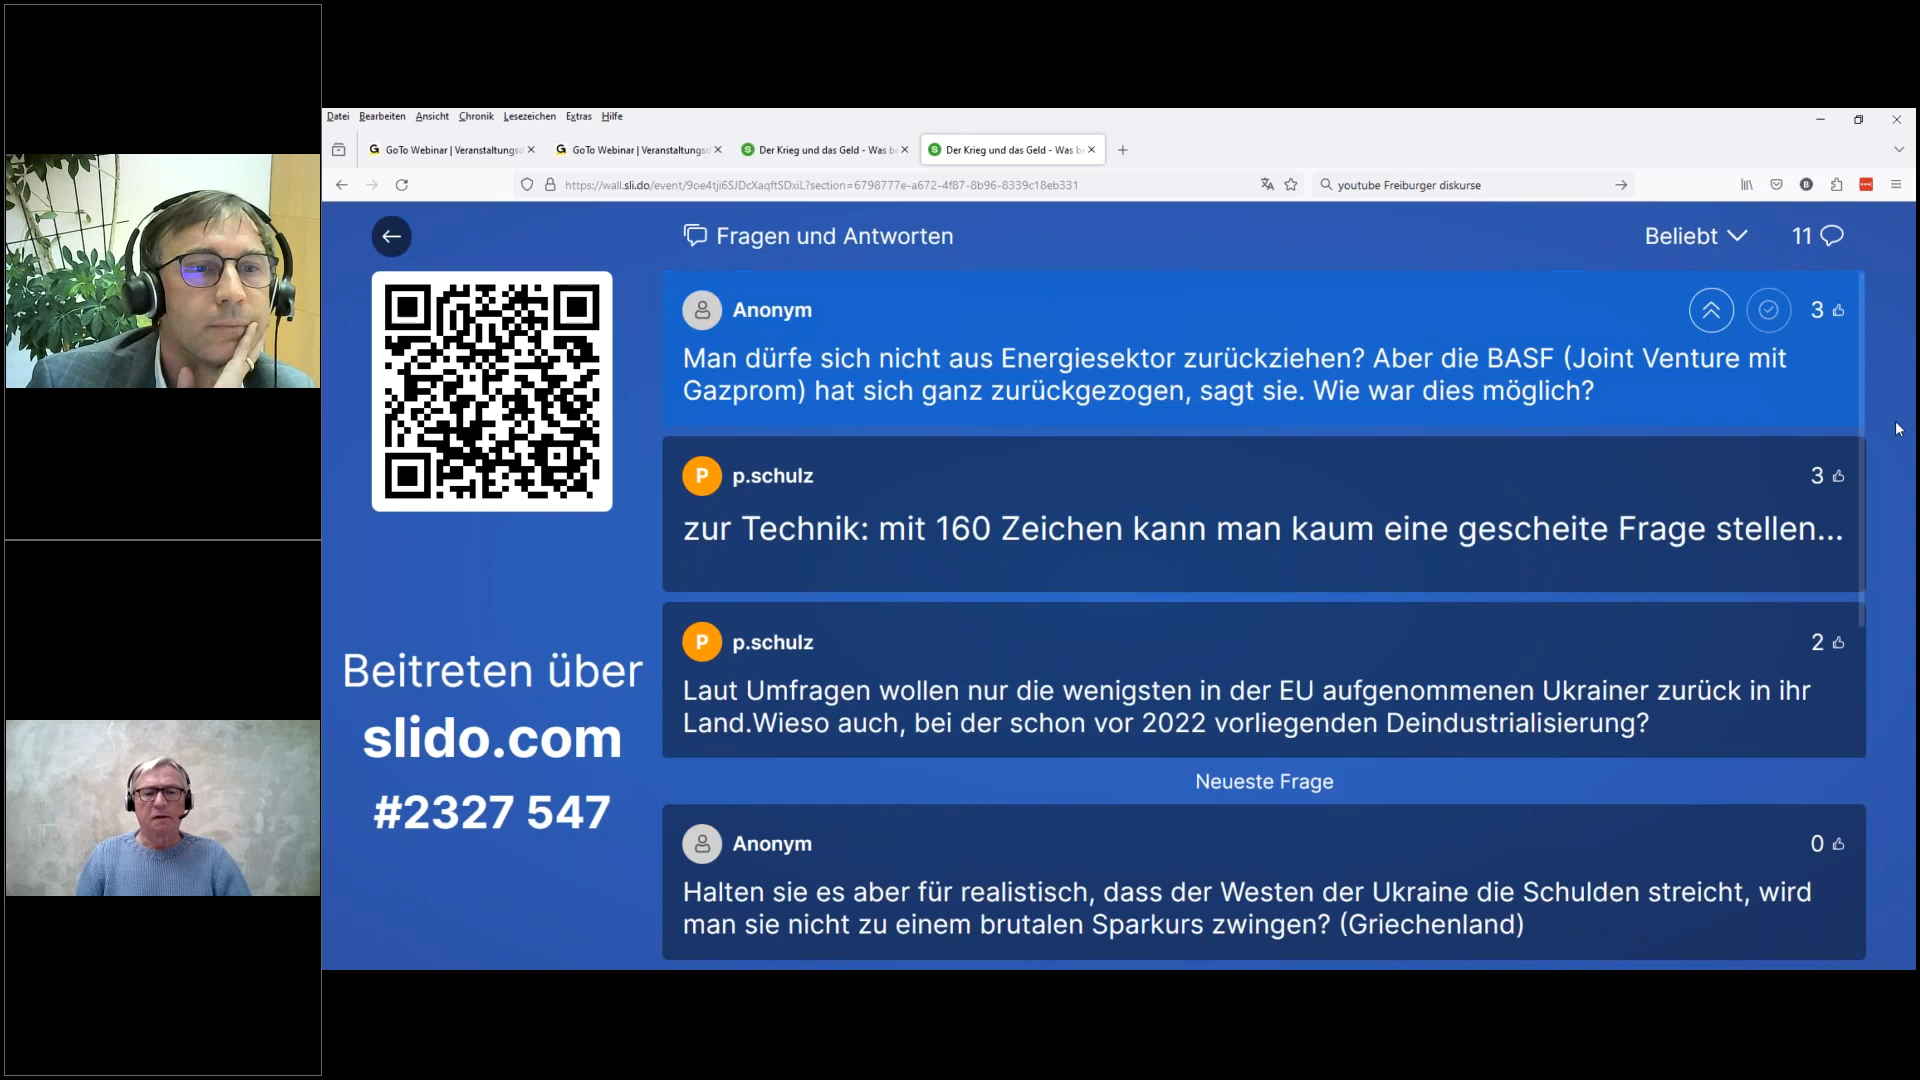 Datei Bearbeiten Ansicht Chronik Lesezeichen Extras Hilfe
GoTo Webinar | Veranstaltungsd
GoTo Webinar | Veranstaltungsd
Der Krieg und das Geld - Was b
Der Krieg und das Geld - Was b
https://wall.sli.do/event/9oe4tji6SJDcXaqftSDxiL?section=6798777e-a672-4f87-8b96-8339c18eb331
youtube Freiburger diskurse
Fragen und Antworten
Beliebt
11
Anonym
3
Man dürfe sich nicht aus Energiesektor zurückziehen? Aber die BASF (Joint Venture mit
Gazprom) hat sich ganz zurückgezogen, sagt sie. Wie war dies möglich?
P p.schulz
3
zur Technik: mit 160 Zeichen kann man kaum eine gescheite Frage stellen...
P p.schulz
2
Laut Umfragen wollen nur die wenigsten in der EU aufgenommenen Ukrainer zurück in ihr
Land.Wieso auch, bei der schon vor 2022 vorliegenden Deindustrialisierung?
Neueste Frage
Anonym
0
Halten sie es aber für realistisch, dass der Westen der Ukraine die Schulden streicht, wird
man sie nicht zu einem brutalen Sparkurs zwingen? (Griechenland)
Beitreten über
slido.com
#2327 547